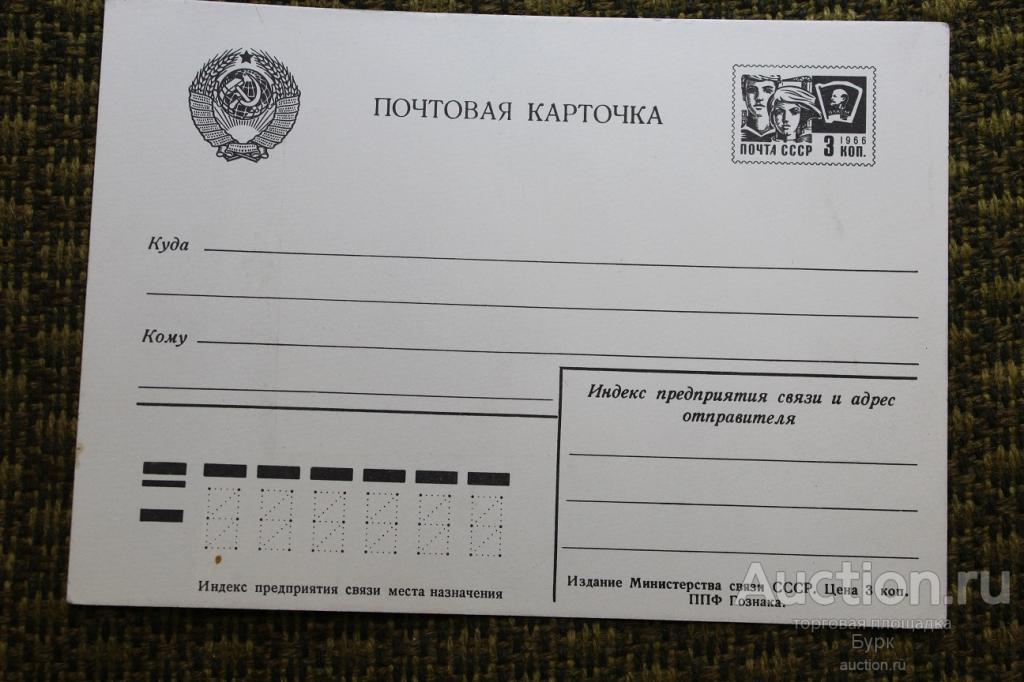 ПОЧТОВАЯ КАРТОЧКА
1966
ПОЧТА СССР 3 КОП.
Куда
Кому
Индекс предприятия связи и адрес
отправителя
Индекс предприятия связи места назначения
Издание Министерства связи СССР. Цена 3 коп.
ППФ Гознака.
Auction.ru
торговая площадка
Бурк
auction.ru